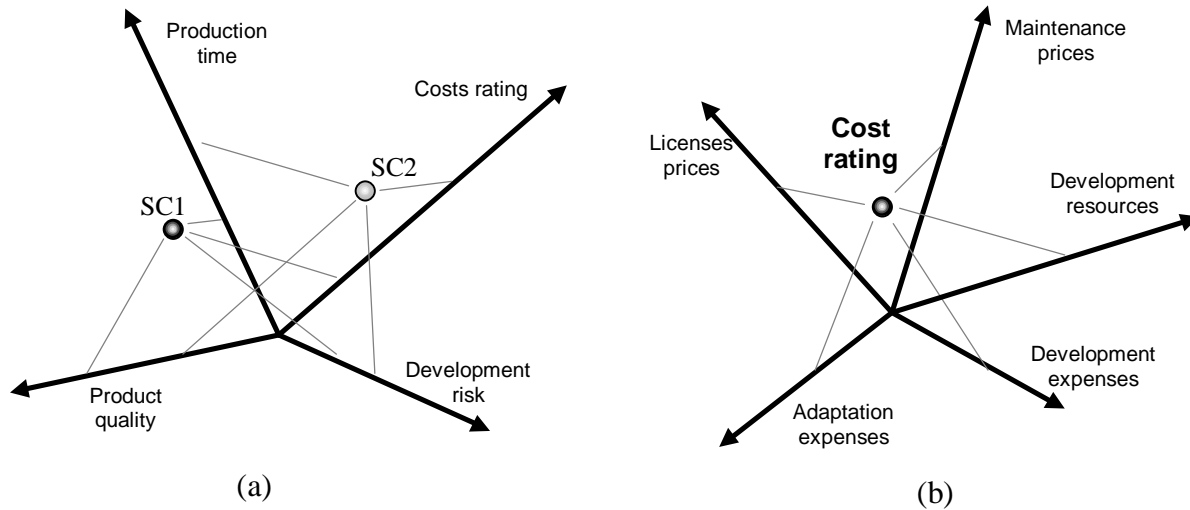 Production
time
Costs rating
SC2
SC1
Product
quality
Development
risk
(a)
Maintenance
prices
Licenses
prices
Cost
rating
Development
resources
Development
expenses
Adaptation
expenses
(b)